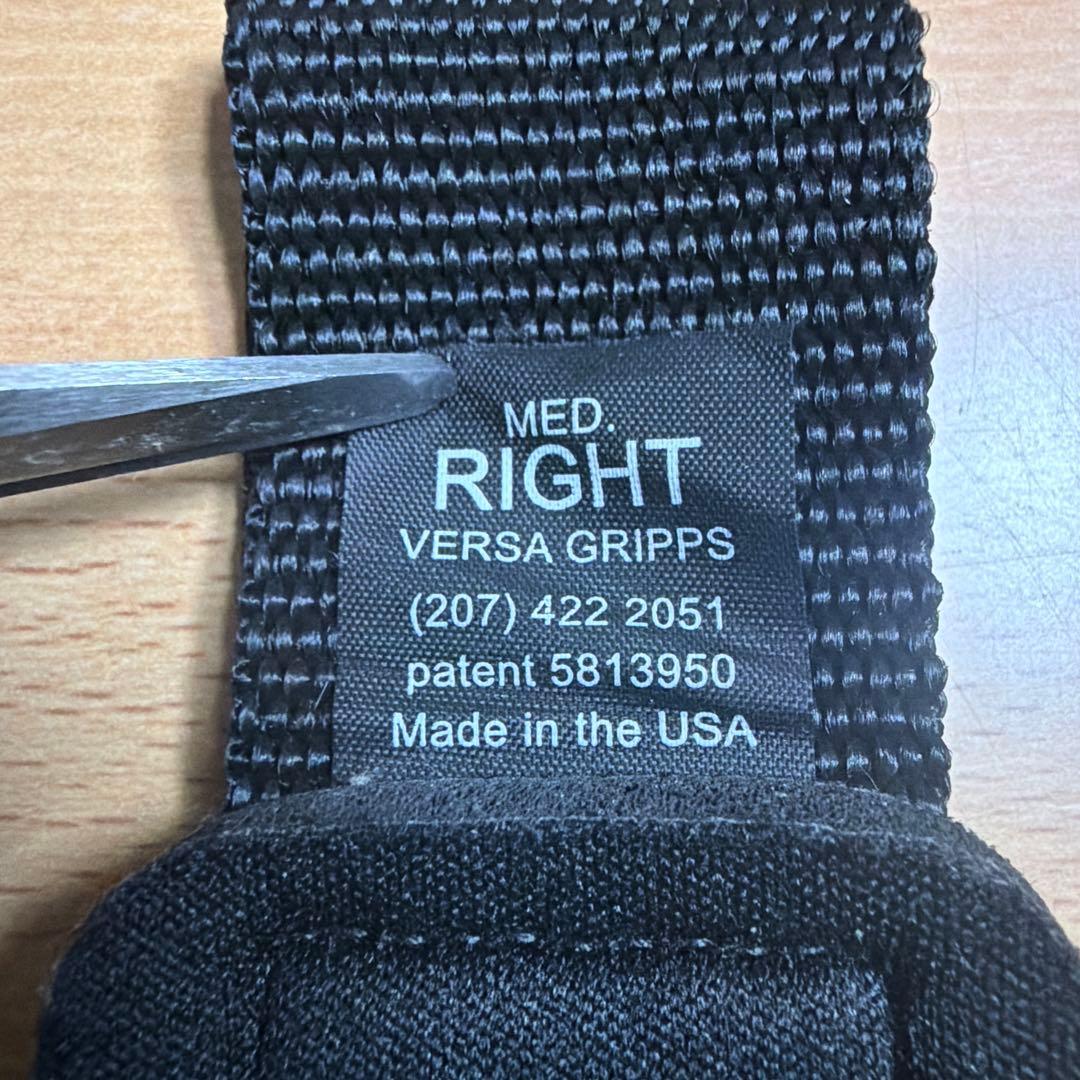 MED.
RIGHT
VERSA GRIPPS
(207) 422 2051
patent 5813950
Made in the USA